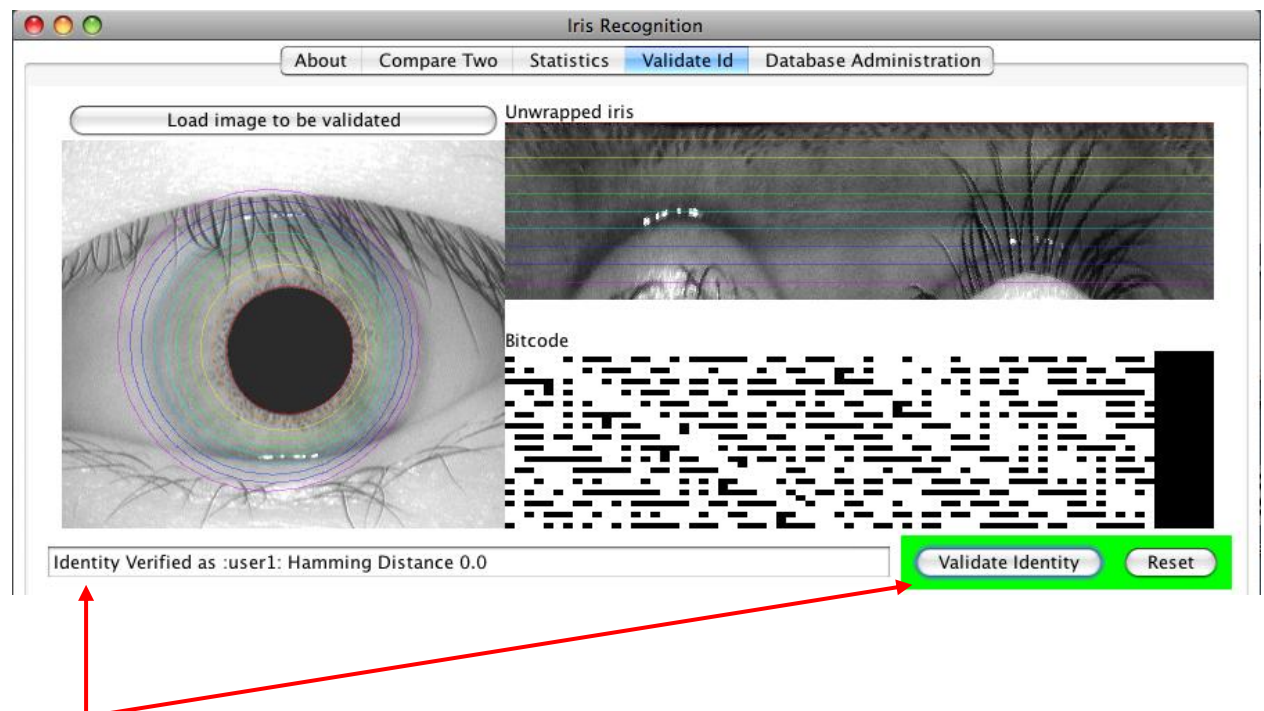 Iris Recognition
About Compare Two Statistics Validate Id Database Administration
Load image to be validated
Unwrapped iris
Bitcode
Identity Verified as :user1: Hamming Distance 0.0
Validate Identity Reset